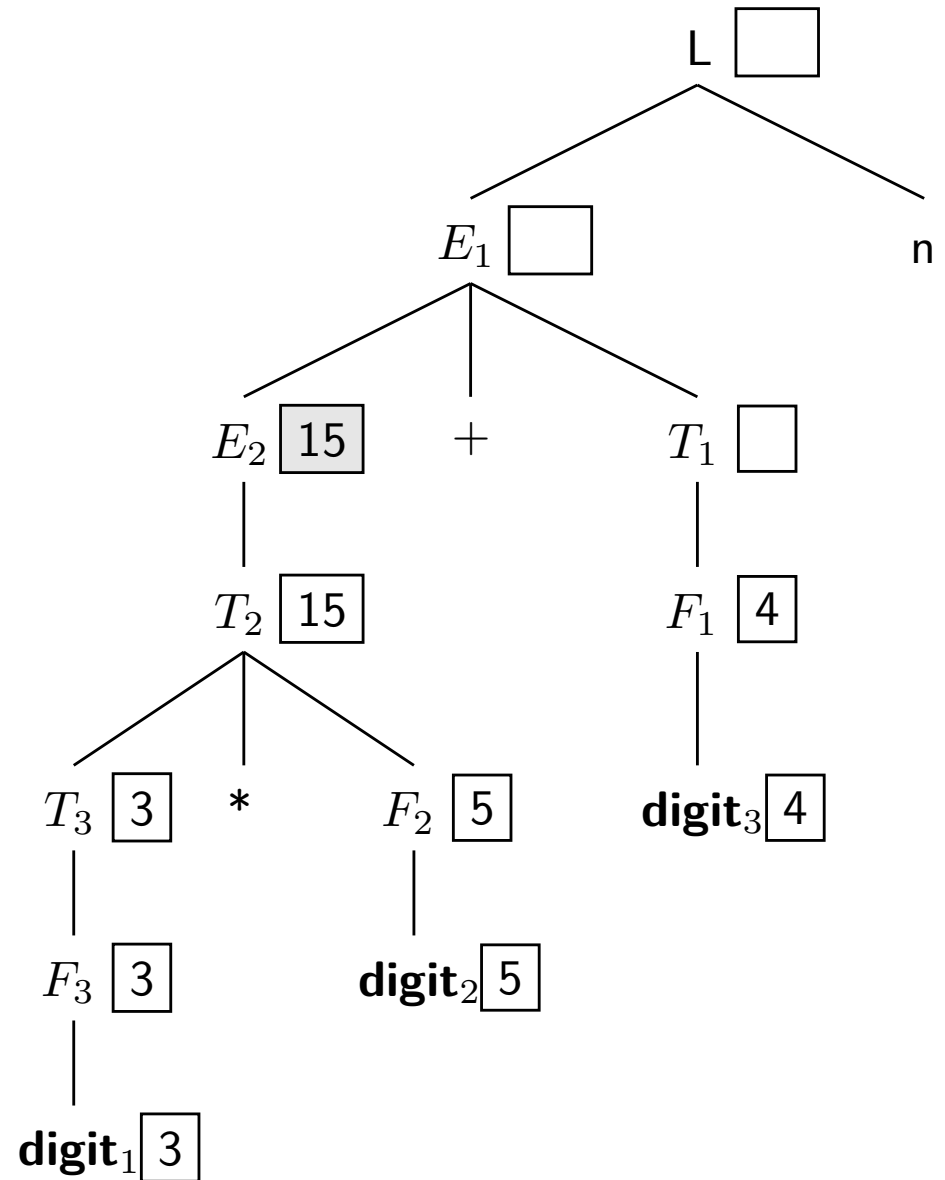 L
E₁ n
E₂ 15 + T₁
T₂ 15 F₁ 4
T₃ 3 * F₂ 5 digit₃ 4
F₃ 3 digit₂ 5
digit₁ 3